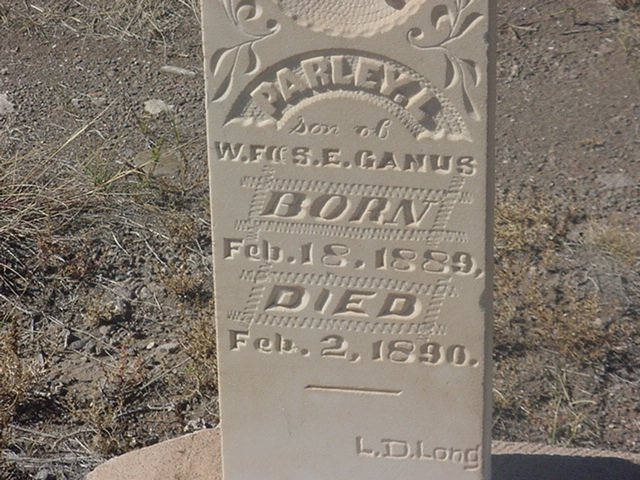 PARLEY.L
son of
W.F. & S.E. GANUS
BORN
Feb. 18, 1889,
DIED
Feb. 2, 1890.
L.D.Long